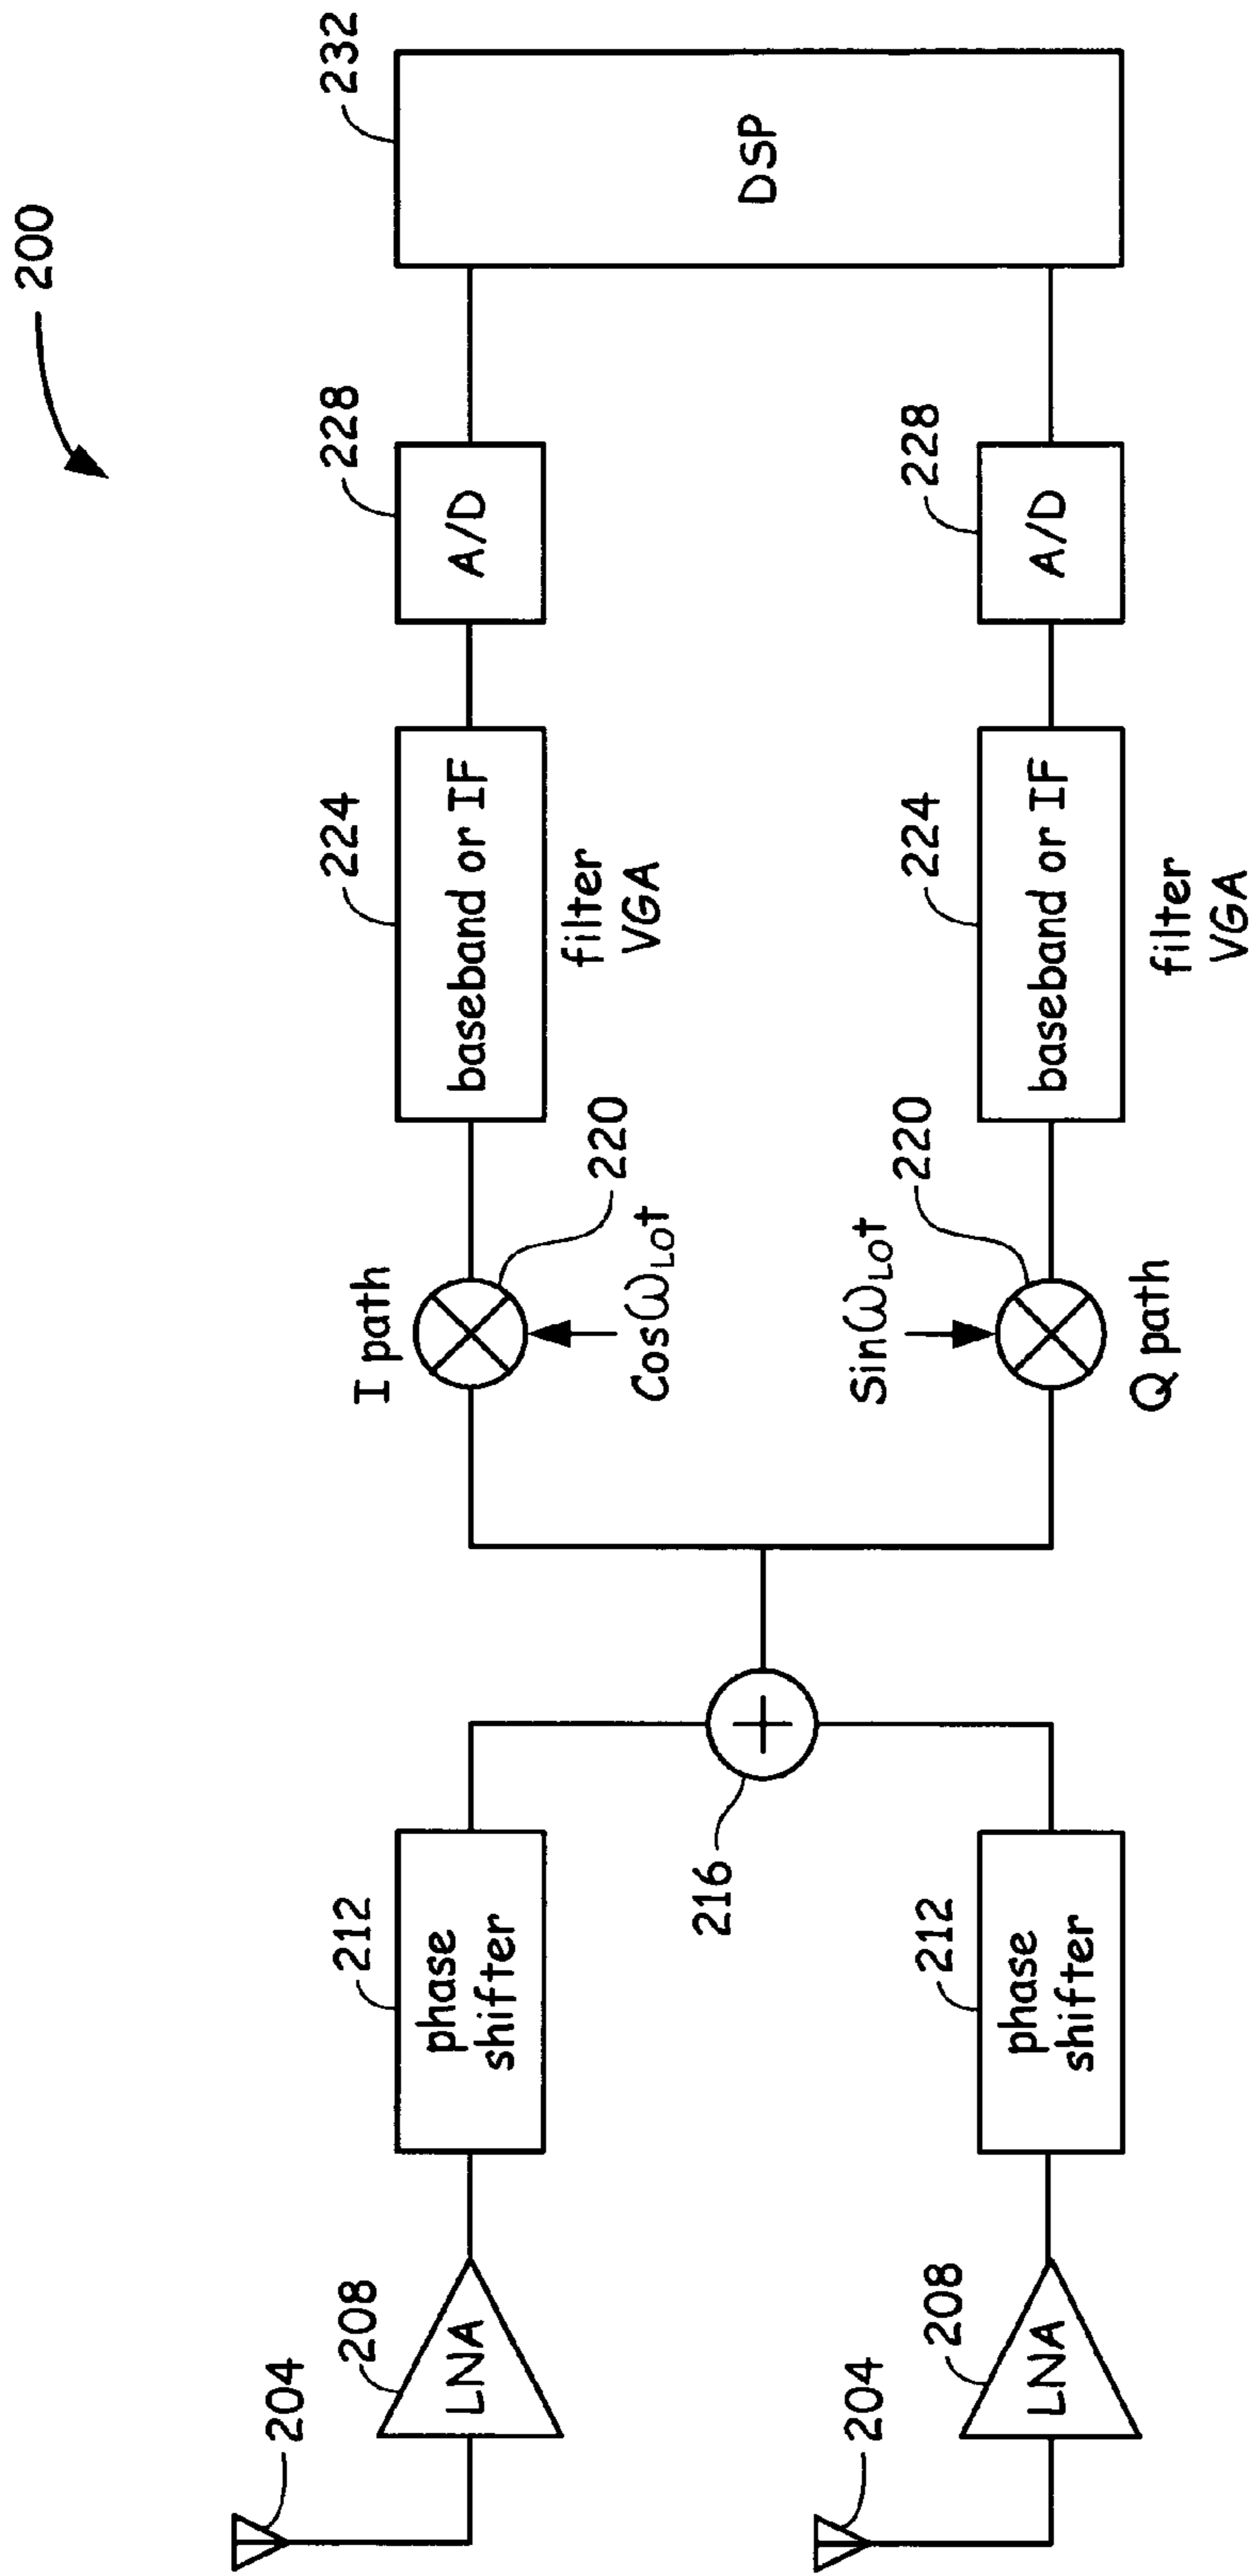 200
204
208
LNA
212
phase
shifter
216
+
I path
220
Cos ω_LO t
224
baseband or IF
filter
VGA
228
A/D
232
DSP
204
208
LNA
212
phase
shifter
Sin ω_LO t
220
Q path
224
baseband or IF
filter
VGA
228
A/D